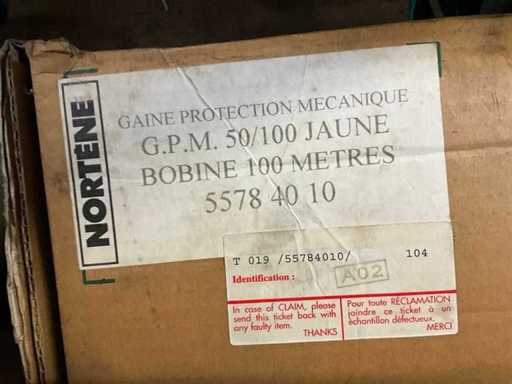 NORTENE
GAINE PROTECTION MECANIQUE
G.P.M. 50/100 JAUNE
BOBINE 100 METRES
5578 40 10
T 019 /55784010/ 104
Identification :
A02
In case of CLAIM, please
send this ticket back with
any faulty item.
THANKS
Pour toute RÉCLAMATION
joindre ce ticket à un
échantillon défectueux.
MERCI